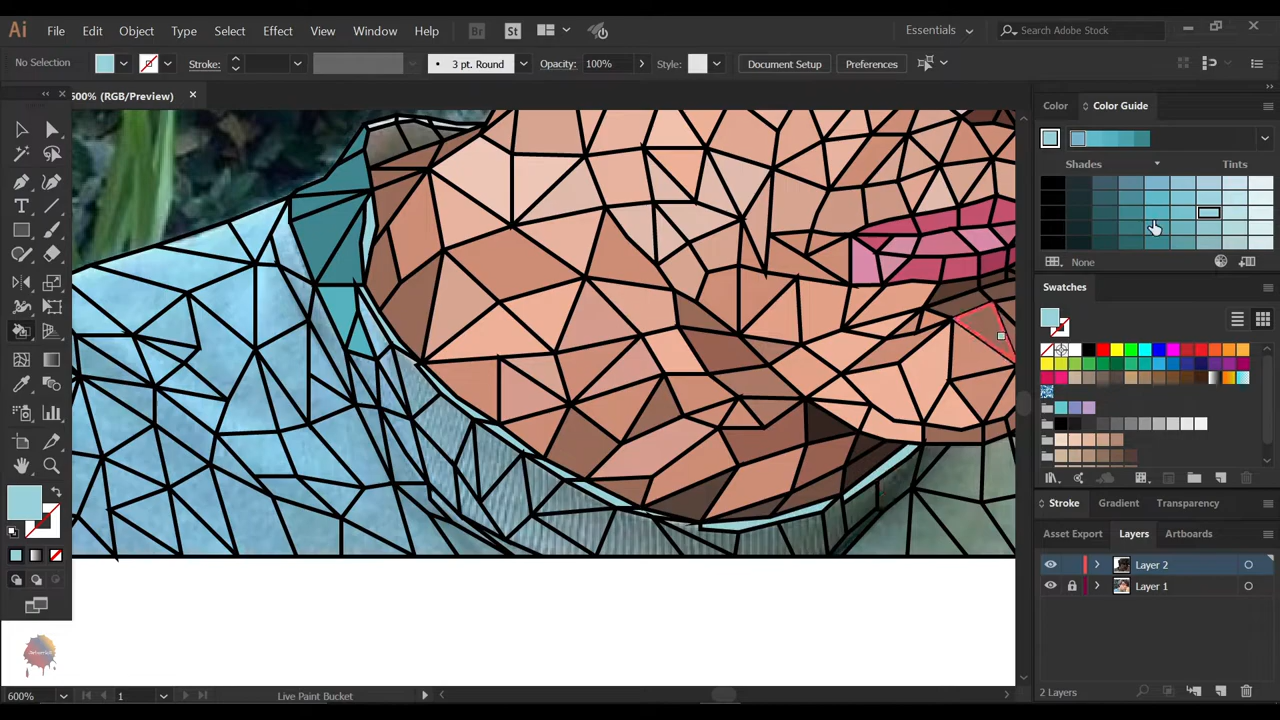 Ai File Edit Object Type Select Effect View Window Help Br St Essentials Search Adobe Stock
No Selection Stroke: 3 pt. Round Opacity: 100% Style: Document Setup Preferences
600% (RGB/Preview)
Color Color Guide
Shades Tints
None
Swatches
Stroke Gradient Transparency
Asset Export Layers Artboards
Layer 2
Layer 1
600% 1 Live Paint Bucket
2 Layers